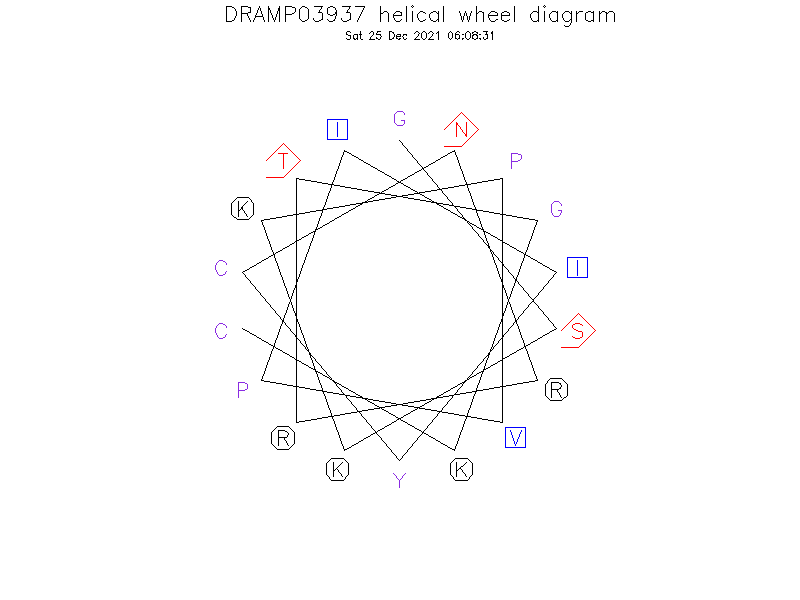 DRAMP03937 helical wheel diagram
Sat 25 Dec 2021 06:08:31
G
I N
T P
K G
C I
C S
P R
R V
K K
Y